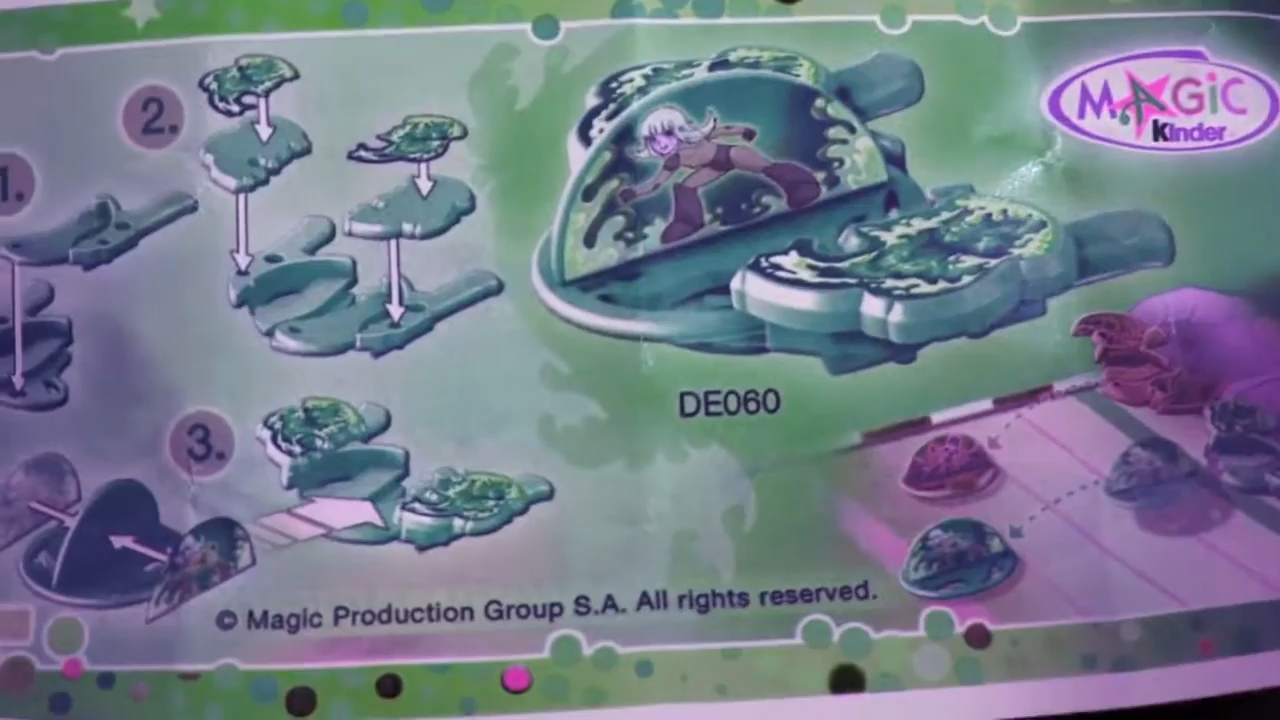 MAGiC
Kinder
2.
1.
DE060
3.
© Magic Production Group S.A. All rights reserved.